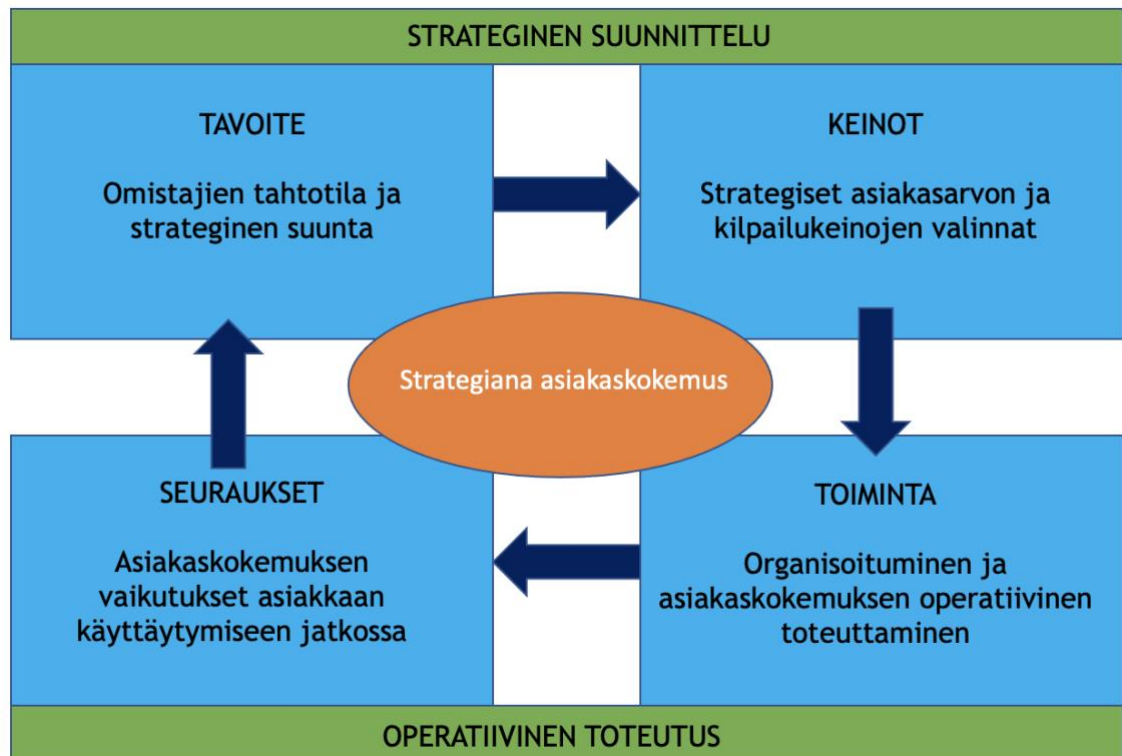 STRATEGINEN SUUNNITTELU
TAVOITE
Omistajien tahtotila ja
strateginen suunta
KEINOT
Strategiset asiakasarvon ja
kilpailukeinojen valinnat
Strategiana asiakaskokemus
SEURAUKSET
Asiakaskokemuksen
vaikutukset asiakkaan
käyttäytymiseen jatkossa
TOIMINTA
Organisoituminen ja
asiakaskokemuksen operatiivinen
toteuttaminen
OPERATIIVINEN TOTEUTUS